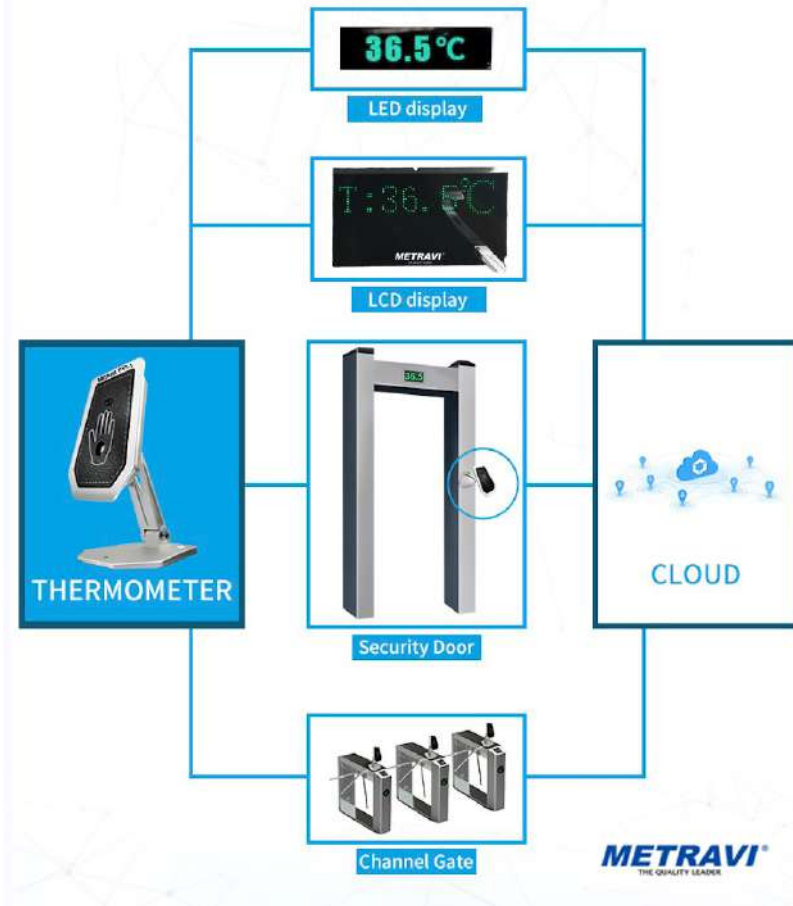 36.5°C
LED display
T:36.5°C
METRAVI
LCD display
36.5
THERMOMETER
CLOUD
Security Door
Channel Gate
METRAVI®
THE QUALITY LEADER